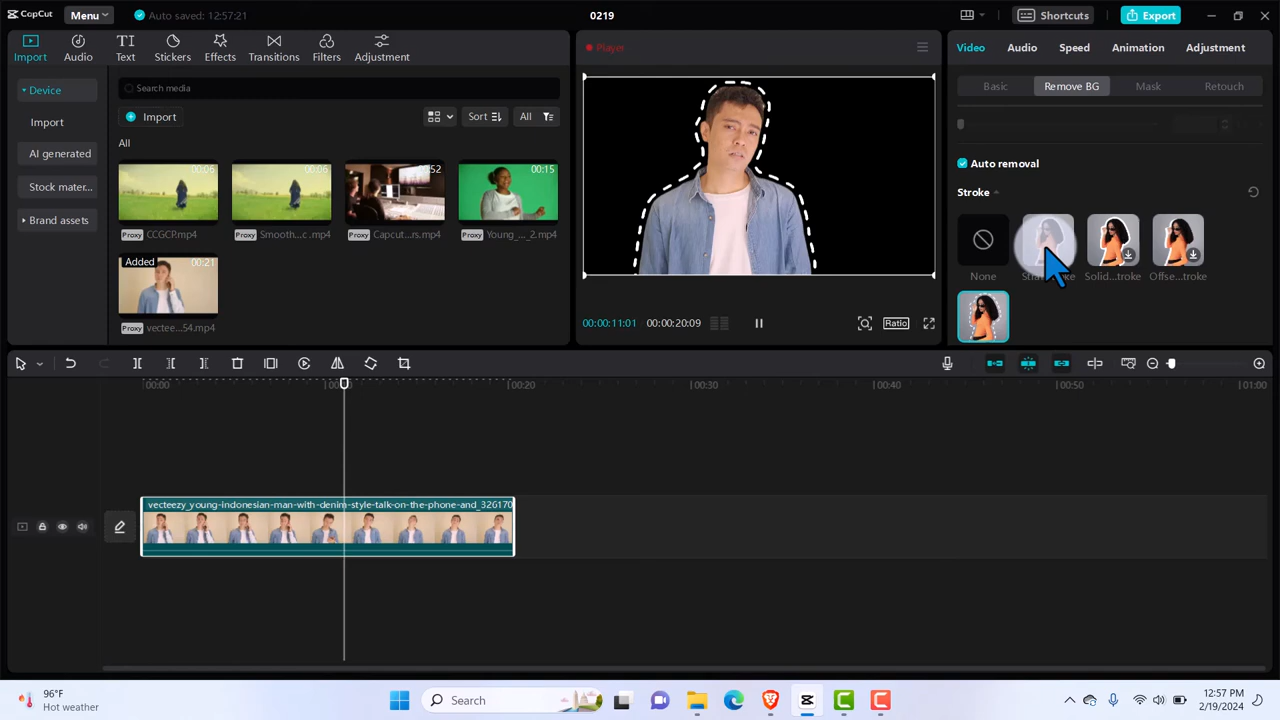 CapCut
Menu
Auto saved: 12:57:21
0219
Shortcuts
Export
Import
Audio
Text
Stickers
Effects
Transitions
Filters
Adjustment
Device
Import
AI generated
Stock mater...
Brand assets
Search media
Import
Sort
All
All
00:06
Proxy CCGCP.mp4
00:06
Proxy Smooth...c .mp4
00:52
Proxy Capcut...rs.mp4
00:15
Proxy Young_..._2.mp4
Added
00:21
Proxy vectee...54.mp4
Player
00:00:11:01
00:00:20:09
Ratio
Video
Audio
Speed
Animation
Adjustment
Basic
Remove BG
Mask
Retouch
Auto removal
Stroke
None
Solid...troke
Offse...troke
00:00
00:20
00:30
00:40
00:50
01:00
vecteezy_young-indonesian-man-with-denim-style-talk-on-the-phone-and_326170
96°F
Hot weather
Search
12:57 PM
2/19/2024